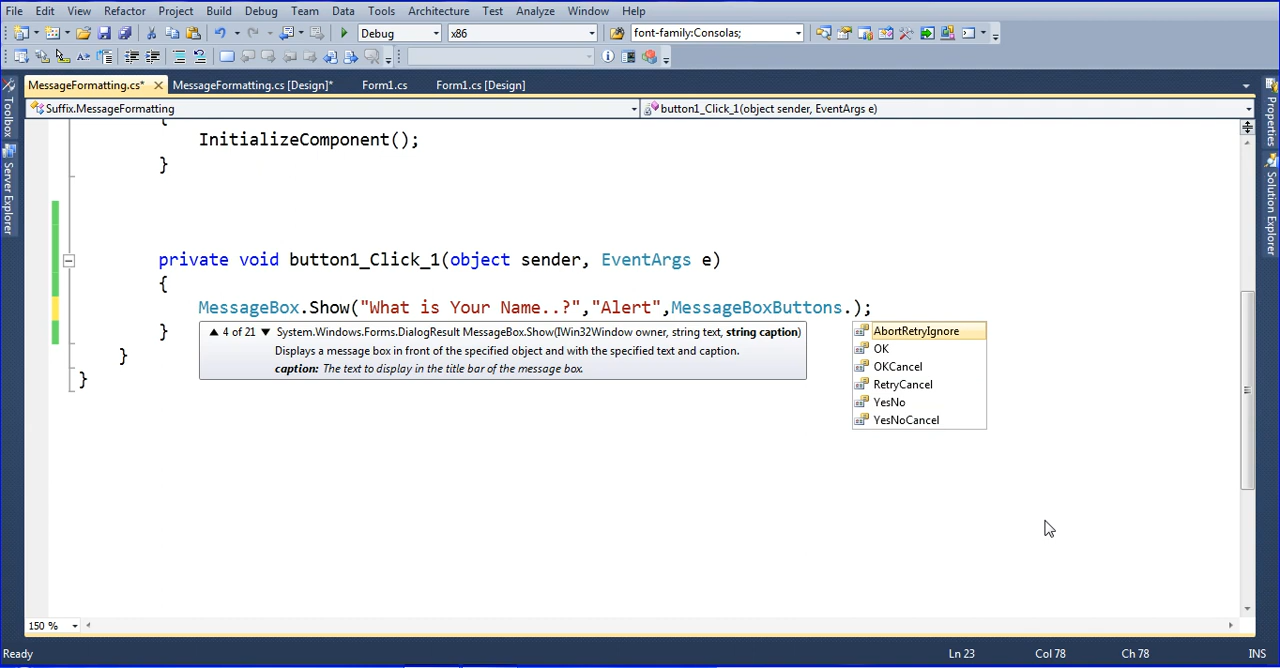 File Edit View Refactor Project Build Debug Team Data Tools Architecture Test Analyze Window Help
Debug x86 font-family:Consolas;
MessageFormatting.cs* MessageFormatting.cs [Design]* Form1.cs Form1.cs [Design]
Suffix.MessageFormatting button1_Click_1(object sender, EventArgs e)
Toolbox
Server Explorer
Properties
Solution Explorer
{
InitializeComponent();
}
private void button1_Click_1(object sender, EventArgs e)
{
MessageBox.Show("What is Your Name..?","Alert",MessageBoxButtons.);
}
}
}
4 of 21 System.Windows.Forms.DialogResult MessageBox.Show(IWin32Window owner, string text, string caption)
Displays a message box in front of the specified object and with the specified text and caption.
caption: The text to display in the title bar of the message box.
AbortRetryIgnore
OK
OKCancel
RetryCancel
YesNo
YesNoCancel
150 %
Ready Ln 23 Col 78 Ch 78 INS